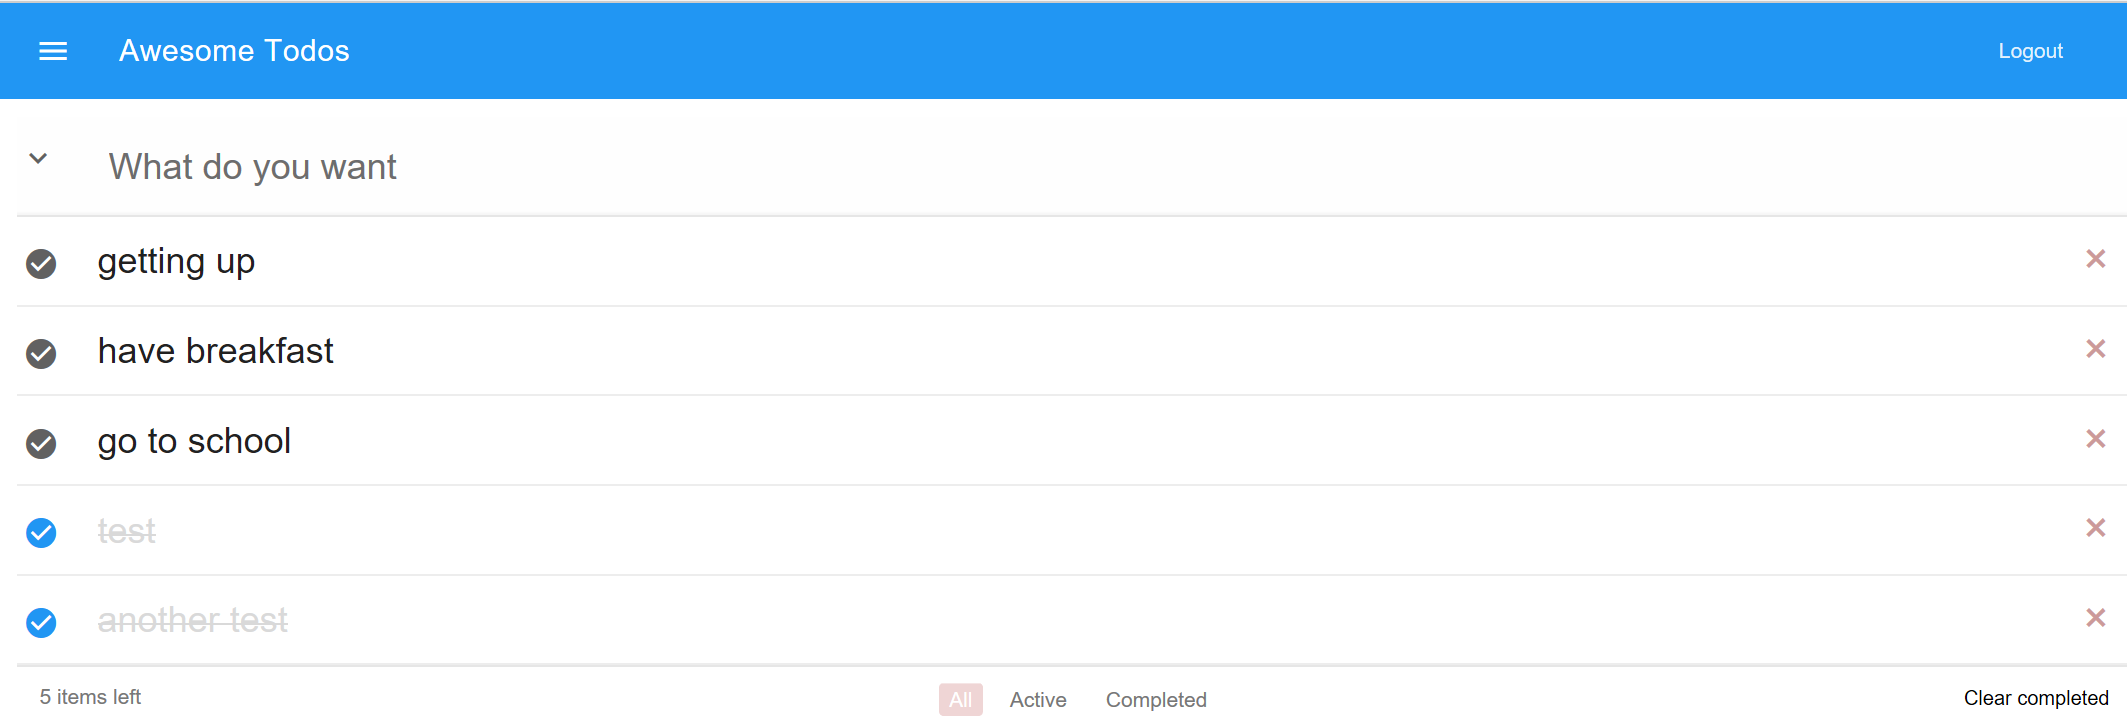 Awesome Todos
Logout
What do you want
getting up
have breakfast
go to school
test
another test
5 items left
All Active Completed
Clear completed